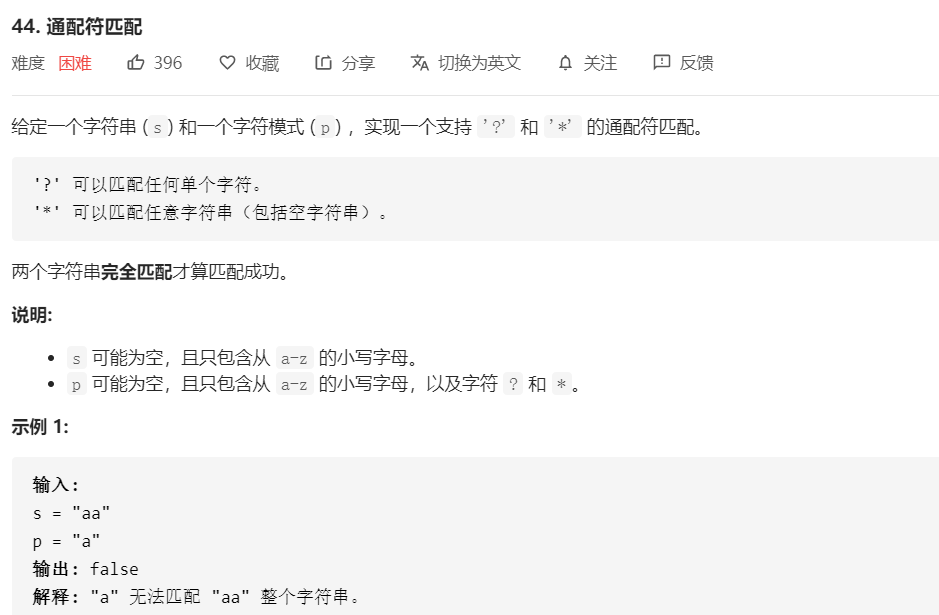 44. 通配符匹配
难度 困难 396 收藏 分享 切换为英文 关注 反馈
给定一个字符串 (s) 和一个字符模式 (p) ，实现一个支持 '?' 和 '*' 的通配符匹配。
'?' 可以匹配任何单个字符。
'*' 可以匹配任意字符串（包括空字符串）。
两个字符串完全匹配才算匹配成功。
说明:
• s 可能为空，且只包含从 a-z 的小写字母。
• p 可能为空，且只包含从 a-z 的小写字母，以及字符 ? 和 *。
示例 1:
输入:
s = "aa"
p = "a"
输出: false
解释: "a" 无法匹配 "aa" 整个字符串。